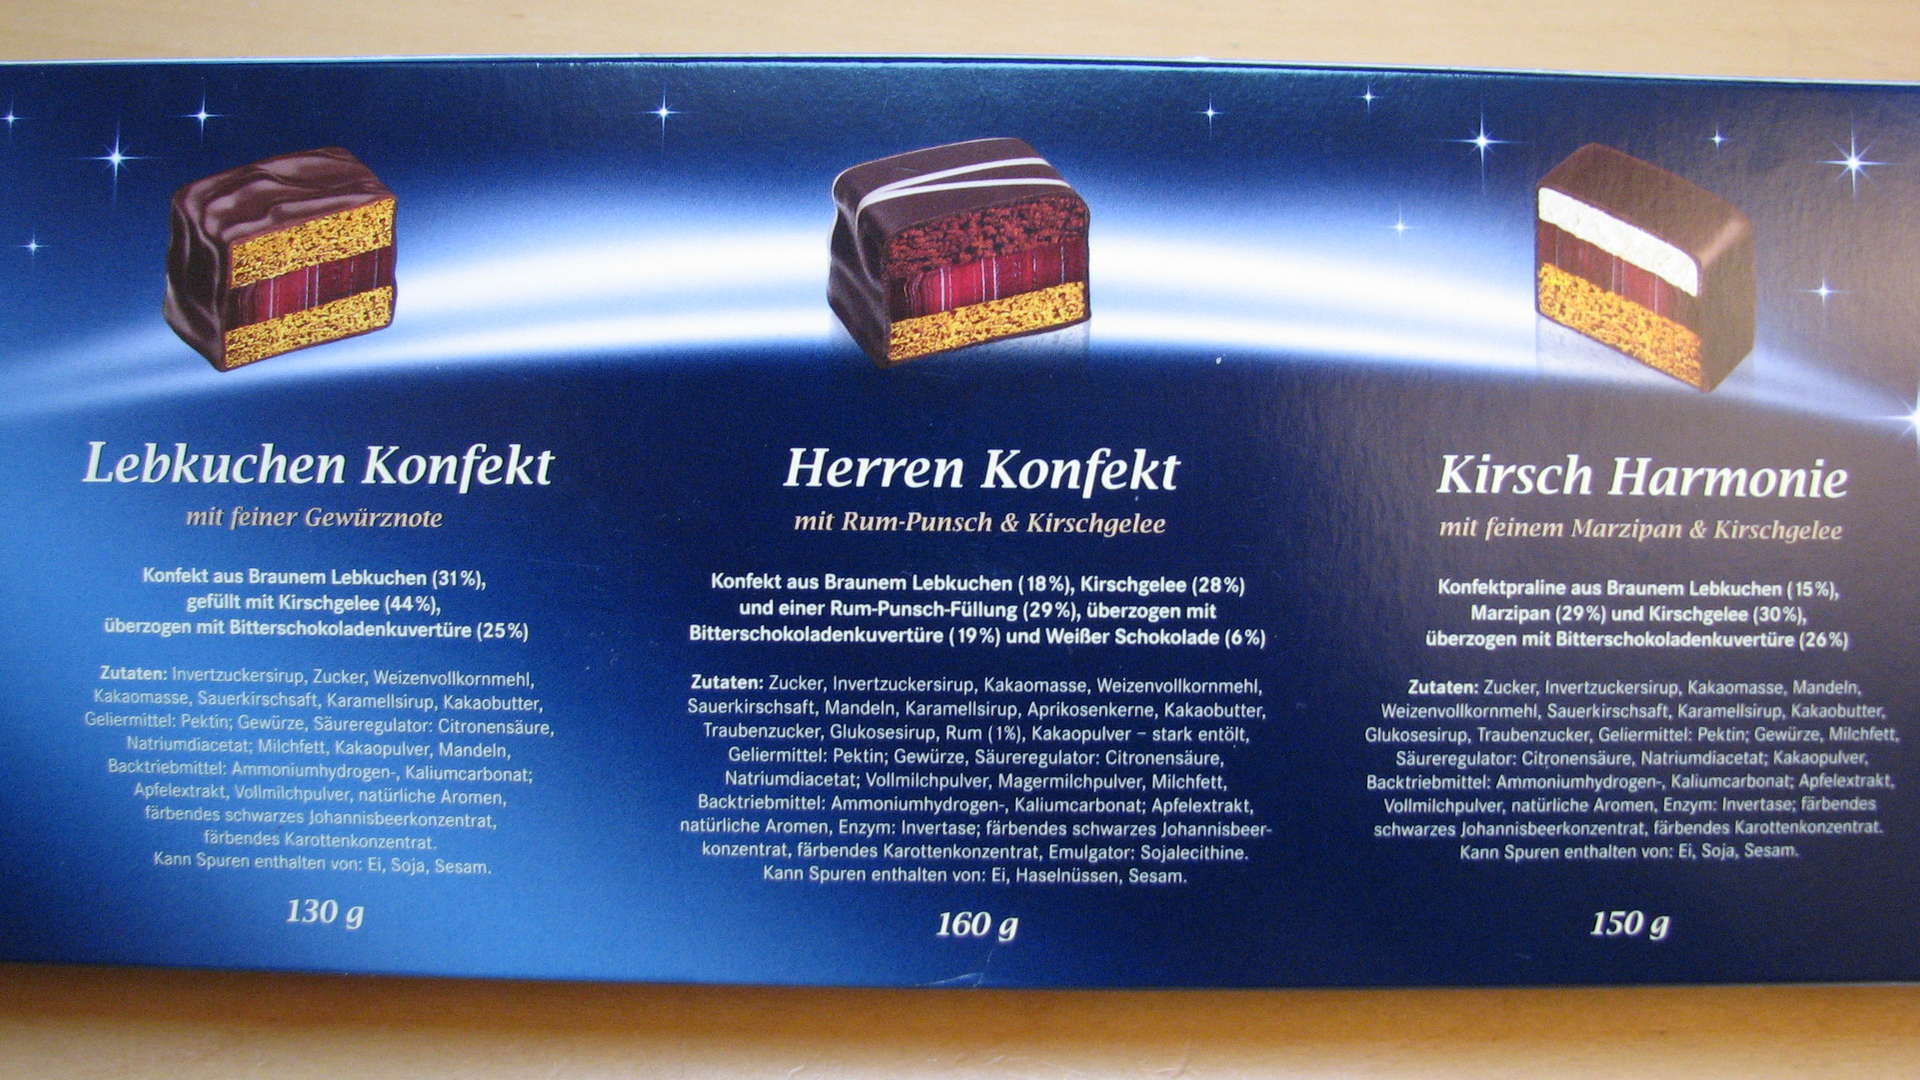 Lebkuchen Konfekt
mit feiner Gewürznote
Konfekt aus Braunem Lebkuchen (31%),
gefüllt mit Kirschgelee (44%),
überzogen mit Bitterschokoladenkuvertüre (25%)
Zutaten: Invertzuckersirup, Zucker, Weizenvollkornmehl,
Kakaomasse, Sauerkirschsaft, Karamellsirup, Kakaobutter,
Geliermittel: Pektin; Gewürze, Säureregulator: Citronensäure,
Natriumdiacetat; Milchfett, Kakaopulver, Mandeln,
Backtriebmittel: Ammoniumhydrogen-, Kaliumcarbonat;
Apfelextrakt, Vollmilchpulver, natürliche Aromen,
färbendes schwarzes Johannisbeerkonzentrat,
färbendes Karottenkonzentrat.
Kann Spuren enthalten von: Ei, Soja, Sesam.
130 g
Herren Konfekt
mit Rum-Punsch & Kirschgelee
Konfekt aus Braunem Lebkuchen (18%), Kirschgelee (28%)
und einer Rum-Punsch-Füllung (29%), überzogen mit
Bitterschokoladenkuvertüre (19%) und Weißer Schokolade (6%)
Zutaten: Zucker, Invertzuckersirup, Kakaomasse, Weizenvollkornmehl,
Sauerkirschsaft, Mandeln, Karamellsirup, Aprikosenkerne, Kakaobutter,
Traubenzucker, Glukosesirup, Rum (1%), Kakaopulver – stark entölt,
Geliermittel: Pektin; Gewürze, Säureregulator: Citronensäure,
Natriumdiacetat; Vollmilchpulver, Magermilchpulver, Milchfett,
Backtriebmittel: Ammoniumhydrogen-, Kaliumcarbonat; Apfelextrakt,
natürliche Aromen, Enzym: Invertase; färbendes schwarzes Johannisbeer-
konzentrat, färbendes Karottenkonzentrat, Emulgator: Sojalecithine.
Kann Spuren enthalten von: Ei, Haselnüssen, Sesam.
160 g
Kirsch Harmonie
mit feinem Marzipan & Kirschgelee
Konfektpraline aus Braunem Lebkuchen (15%),
Marzipan (29%) und Kirschgelee (30%),
überzogen mit Bitterschokoladenkuvertüre (26%)
Zutaten: Zucker, Invertzuckersirup, Kakaomasse, Mandeln,
Weizenvollkornmehl, Sauerkirschsaft, Karamellsirup, Kakaobutter,
Glukosesirup, Traubenzucker, Geliermittel: Pektin; Gewürze, Milchfett,
Säureregulator: Citronensäure, Natriumdiacetat; Kakaopulver,
Backtriebmittel: Ammoniumhydrogen-, Kaliumcarbonat; Apfelextrakt,
Vollmilchpulver, natürliche Aromen, Enzym: Invertase; färbendes
schwarzes Johannisbeerkonzentrat, färbendes Karottenkonzentrat.
Kann Spuren enthalten von: Ei, Soja, Sesam.
150 g